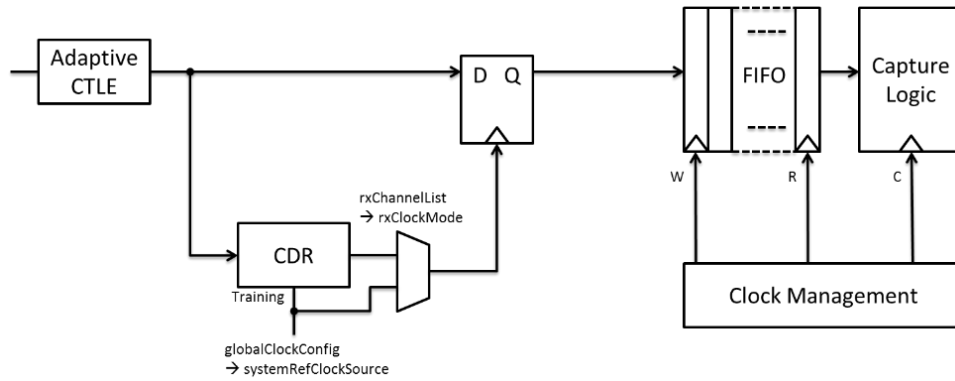 Adaptive
CTLE
D Q
FIFO
Capture
Logic
W
R
C
rxChannelList
→ rxClockMode
CDR
Training
Clock Management
globalClockConfig
→ systemRefClockSource